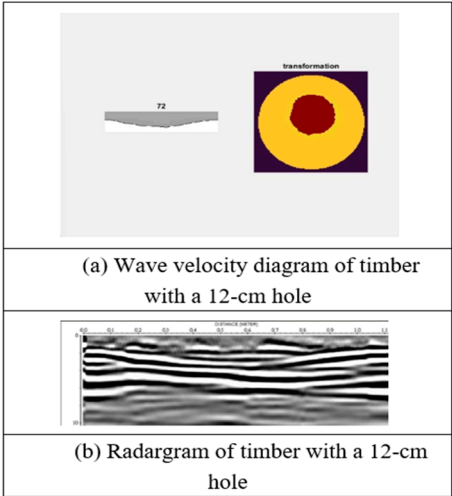 72
transformation
(a) Wave velocity diagram of timber
with a 12-cm hole
DISTANCE [METER]
0,0 0,1 0,2 0,3 0,4 0,5 0,6 0,7 0,8 0,9 1,0 1,1
0
10
(b) Radargram of timber with a 12-cm
hole